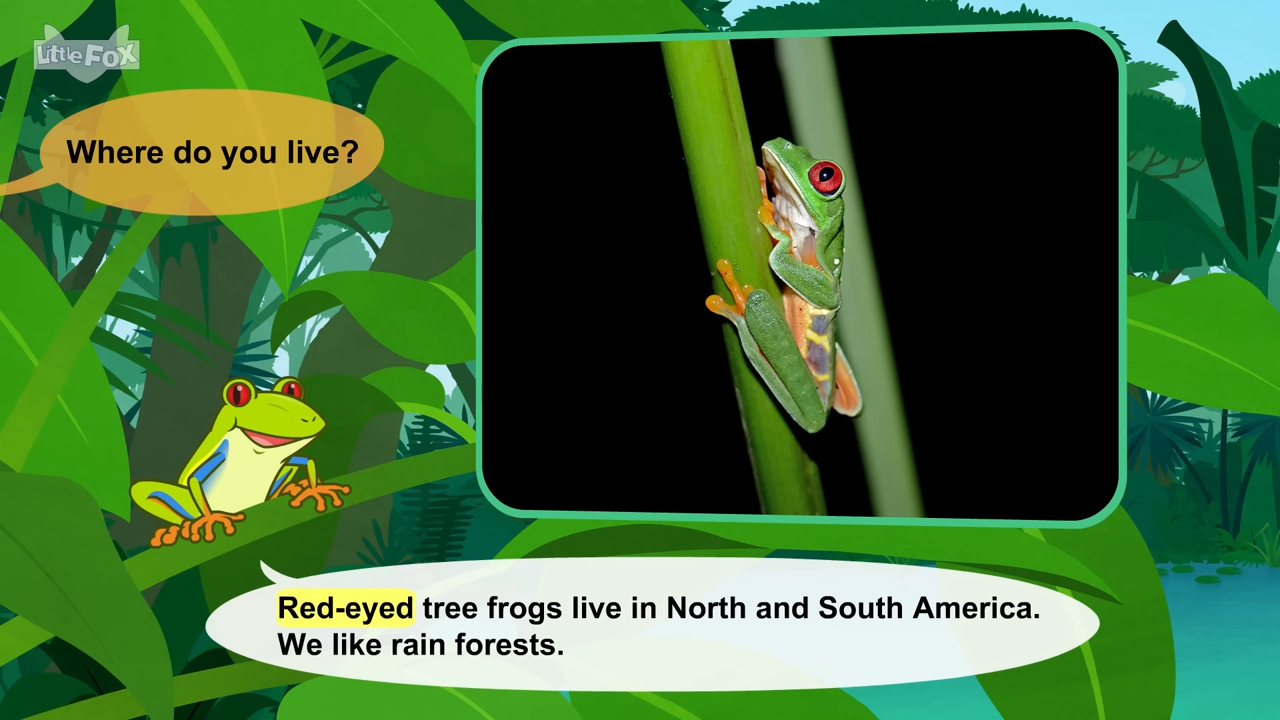 Little Fox
Where do you live?
Red-eyed tree frogs live in North and South America.
We like rain forests.